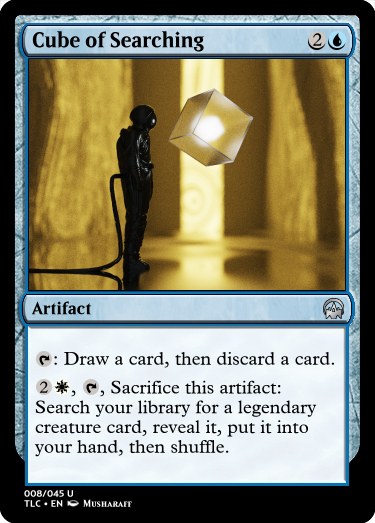 Cube of Searching 2
Artifact
: Draw a card, then discard a card.
2, , Sacrifice this artifact:
Search your library for a legendary
creature card, reveal it, put it into
your hand, then shuffle.
008/045 U
TLC • EN Musharaff